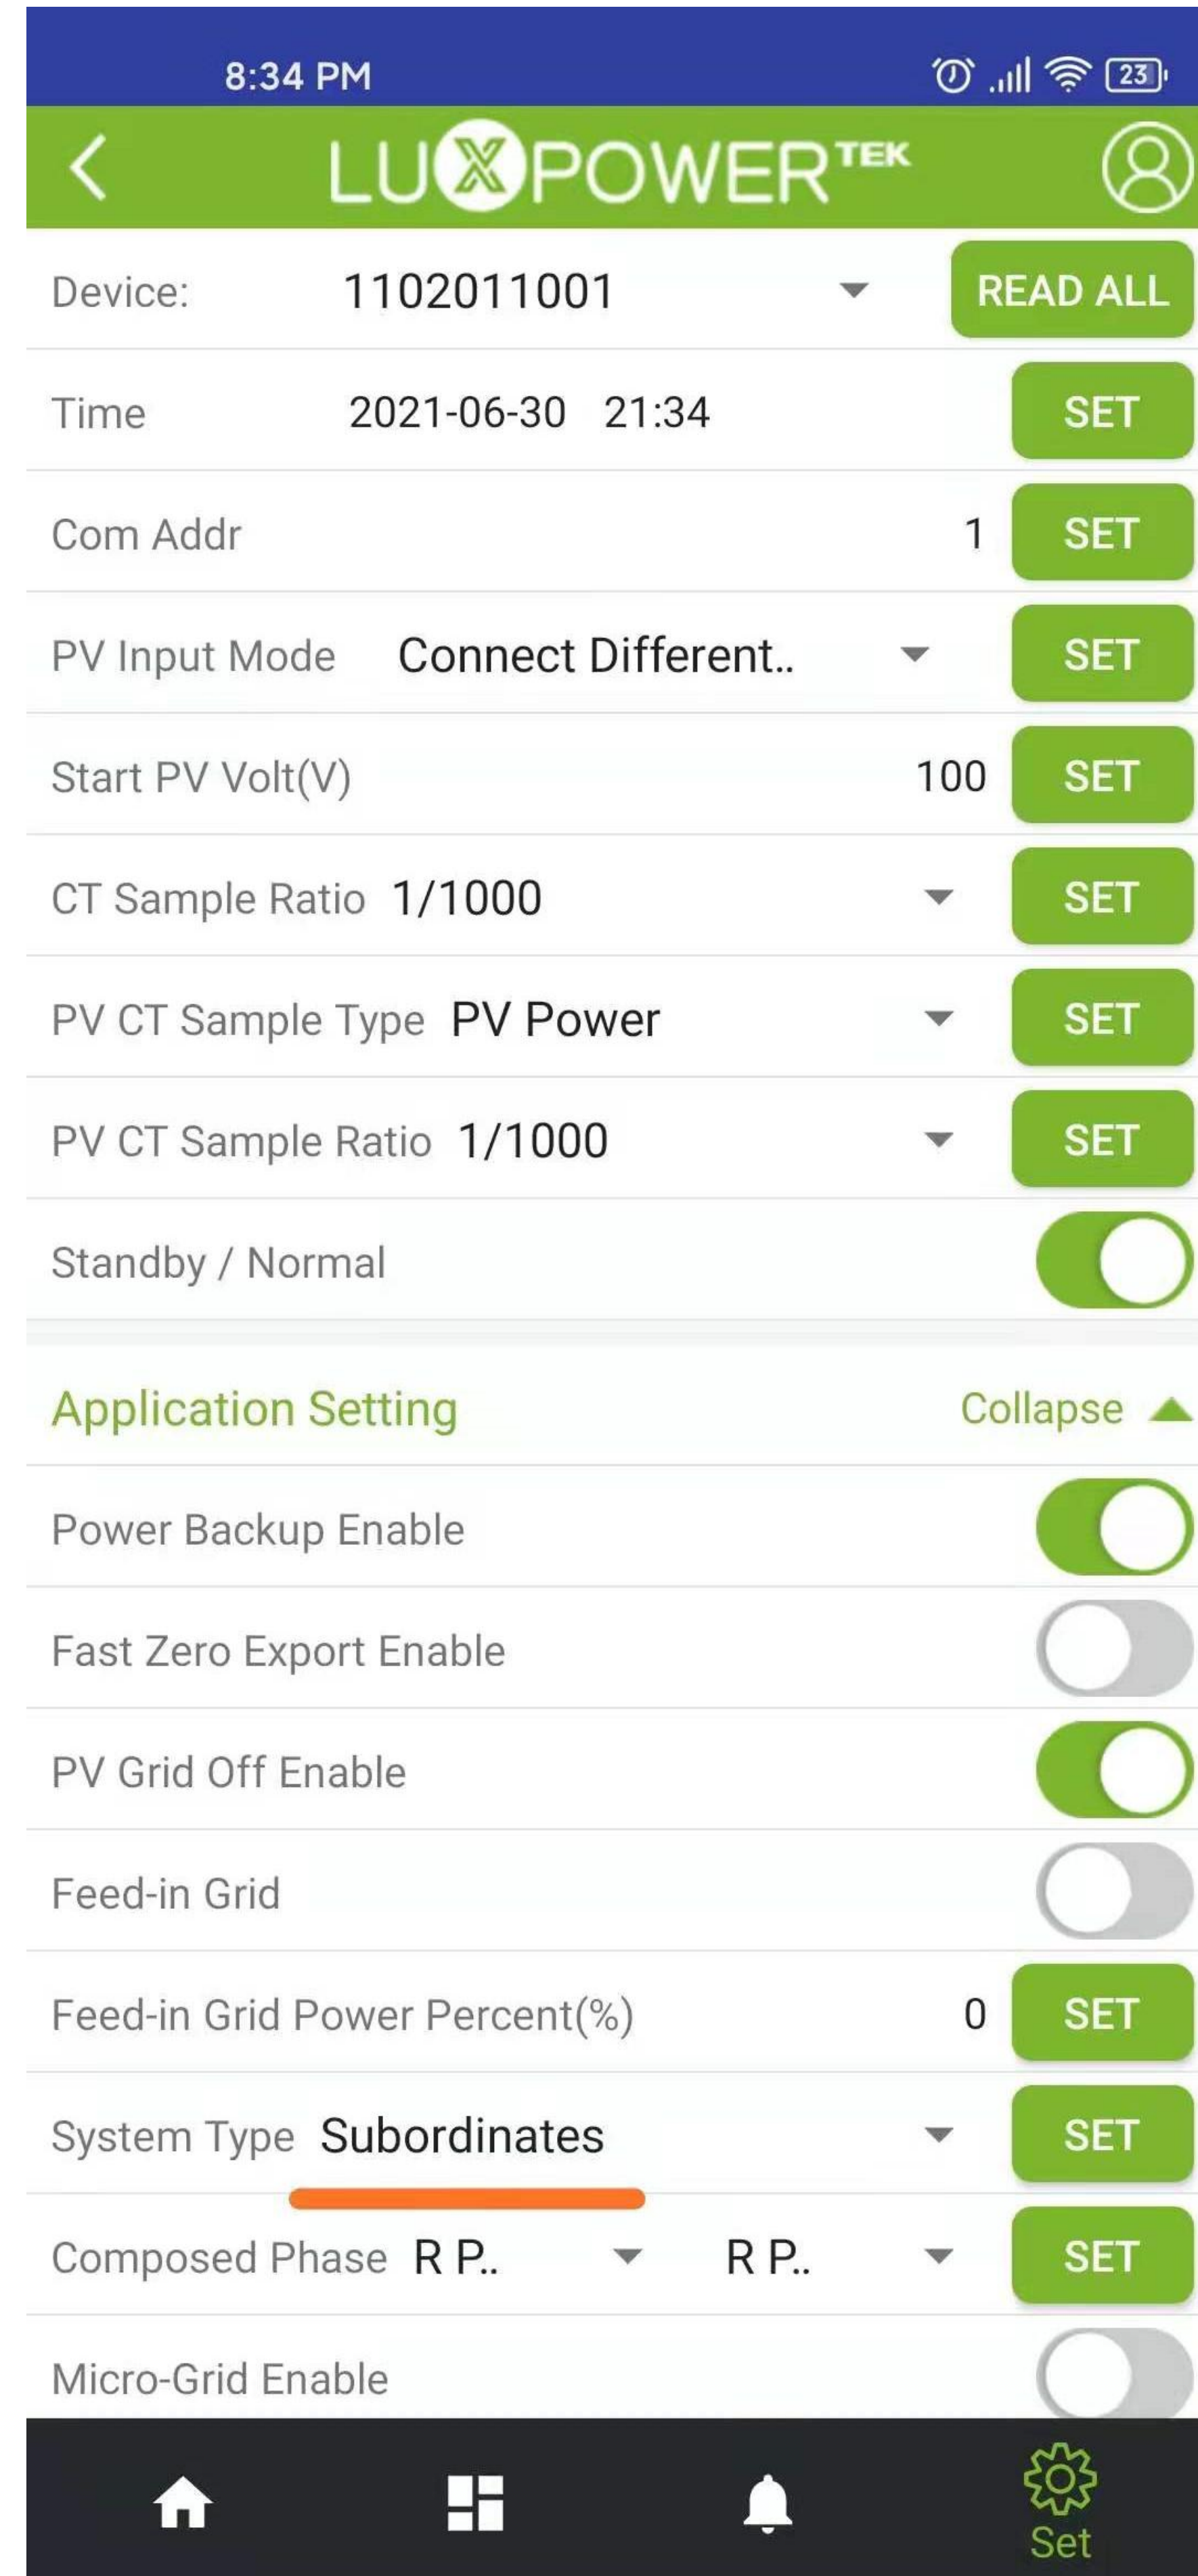 8:34 PM 23
LUXPOWERTEK
Device: 1102011001 READ ALL
Time 2021-06-30 21:34 SET
Com Addr 1 SET
PV Input Mode Connect Different.. SET
Start PV Volt(V) 100 SET
CT Sample Ratio 1/1000 SET
PV CT Sample Type PV Power SET
PV CT Sample Ratio 1/1000 SET
Standby / Normal
Application Setting Collapse
Power Backup Enable
Fast Zero Export Enable
PV Grid Off Enable
Feed-in Grid
Feed-in Grid Power Percent(%) 0 SET
System Type Subordinates SET
Composed Phase R P.. R P.. SET
Micro-Grid Enable
Set